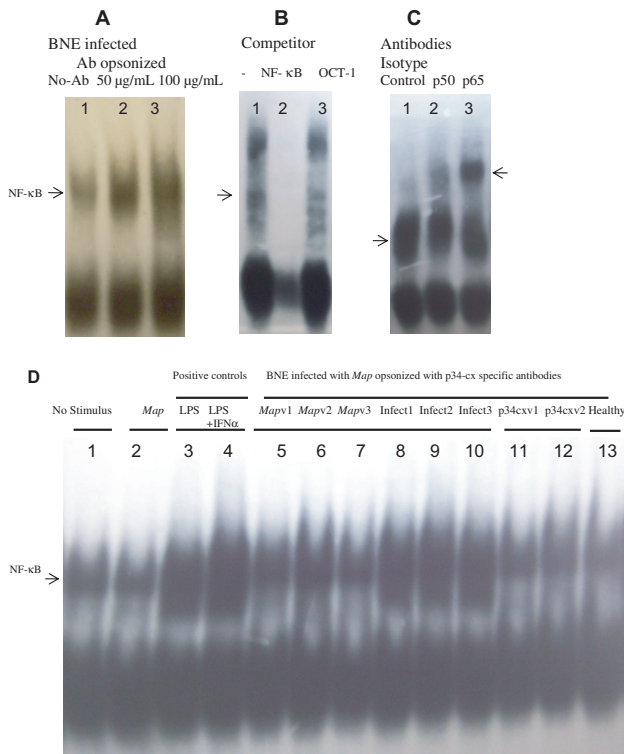 A
BNE infected
Ab opsonized
No-Ab 50 µg/mL 100 µg/mL
1 2 3
NF-κB
B
Competitor
- NF- κB OCT-1
1 2 3
C
Antibodies
Isotype
Control p50 p65
1 2 3
D
Positive controls BNE infected with Map opsonized with p34-cx specific antibodies
No Stimulus Map LPS LPS +IFNα Mapv1 Mapv2 Mapv3 Infect1 Infect2 Infect3 p34cxv1 p34cxv2 Healthy
1 2 3 4 5 6 7 8 9 10 11 12 13
NF-κB